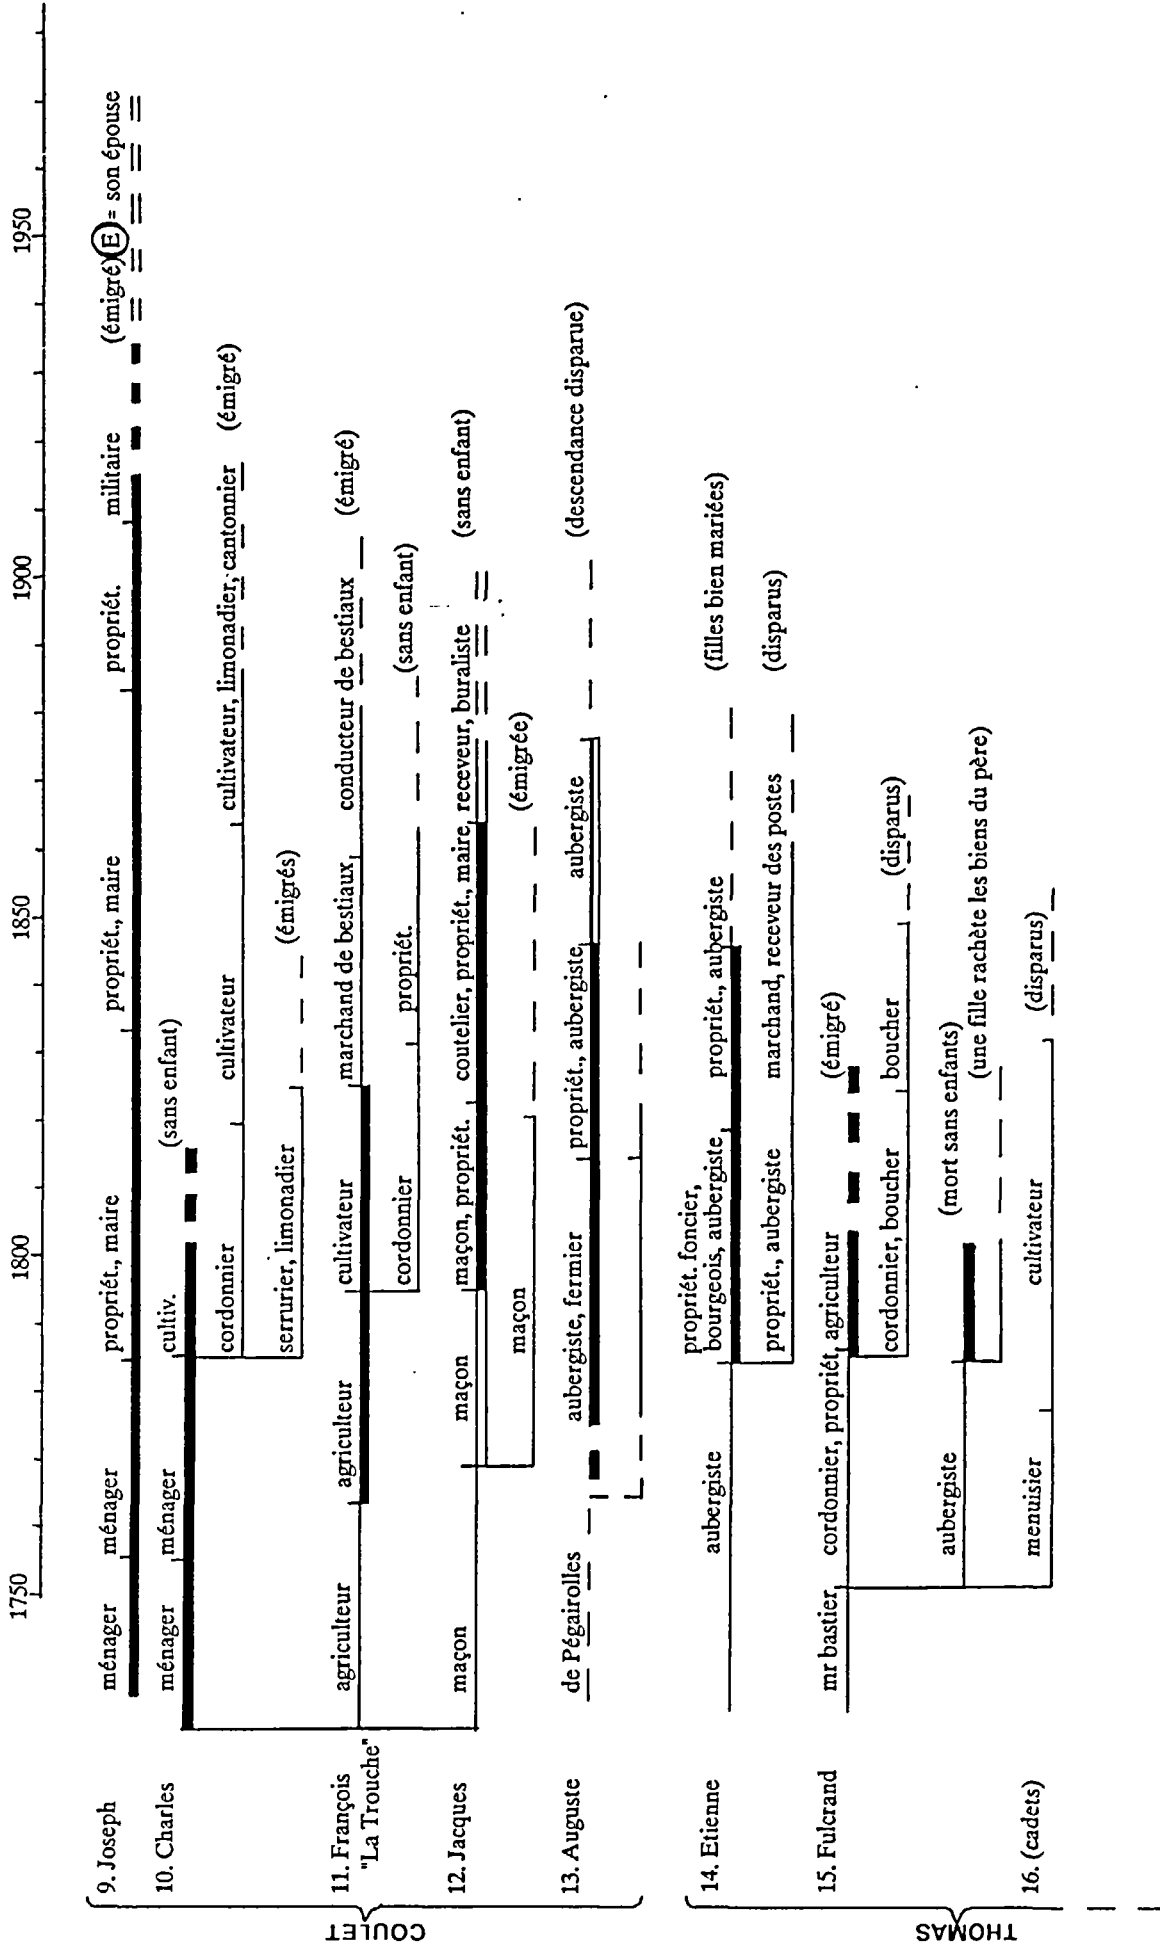 1750 1800 1850 1900 1950
COULET
9. Joseph ménager ménager propriét., maire propriét., maire propriét. militaire (émigré) E = son épouse
10. Charles ménager ménager cultiv. (sans enfant)
cordonnier cultivateur cultivateur, limonadier, cantonnier (émigré)
serrurier, limonadier (émigrés)
11. François agriculteur agriculteur cultivateur marchand de bestiaux, conducteur de bestiaux (émigré)
"La Trouche"
cordonnier propriét. (sans enfant)
12. Jacques maçon maçon maçon, propriét. coutelier, propriét., maire, receveur, buraliste (sans enfant)
maçon (émigrée)
13. Auguste de Pégairolles aubergiste, fermier propriét., aubergiste, aubergiste (descendance disparue)
THOMAS
propriét. foncier,
14. Etienne aubergiste bourgeois, aubergiste, propriét., aubergiste (filles bien mariées)
propriét., aubergiste marchand, receveur des postes (disparus)
15. Fulcrand mr bastier cordonnier, propriét, agriculteur (émigré)
cordonnier, boucher boucher (disparus)
aubergiste (mort sans enfants)
(une fille rachète les biens du père)
16. (cadets) menuisier cultivateur (disparus)